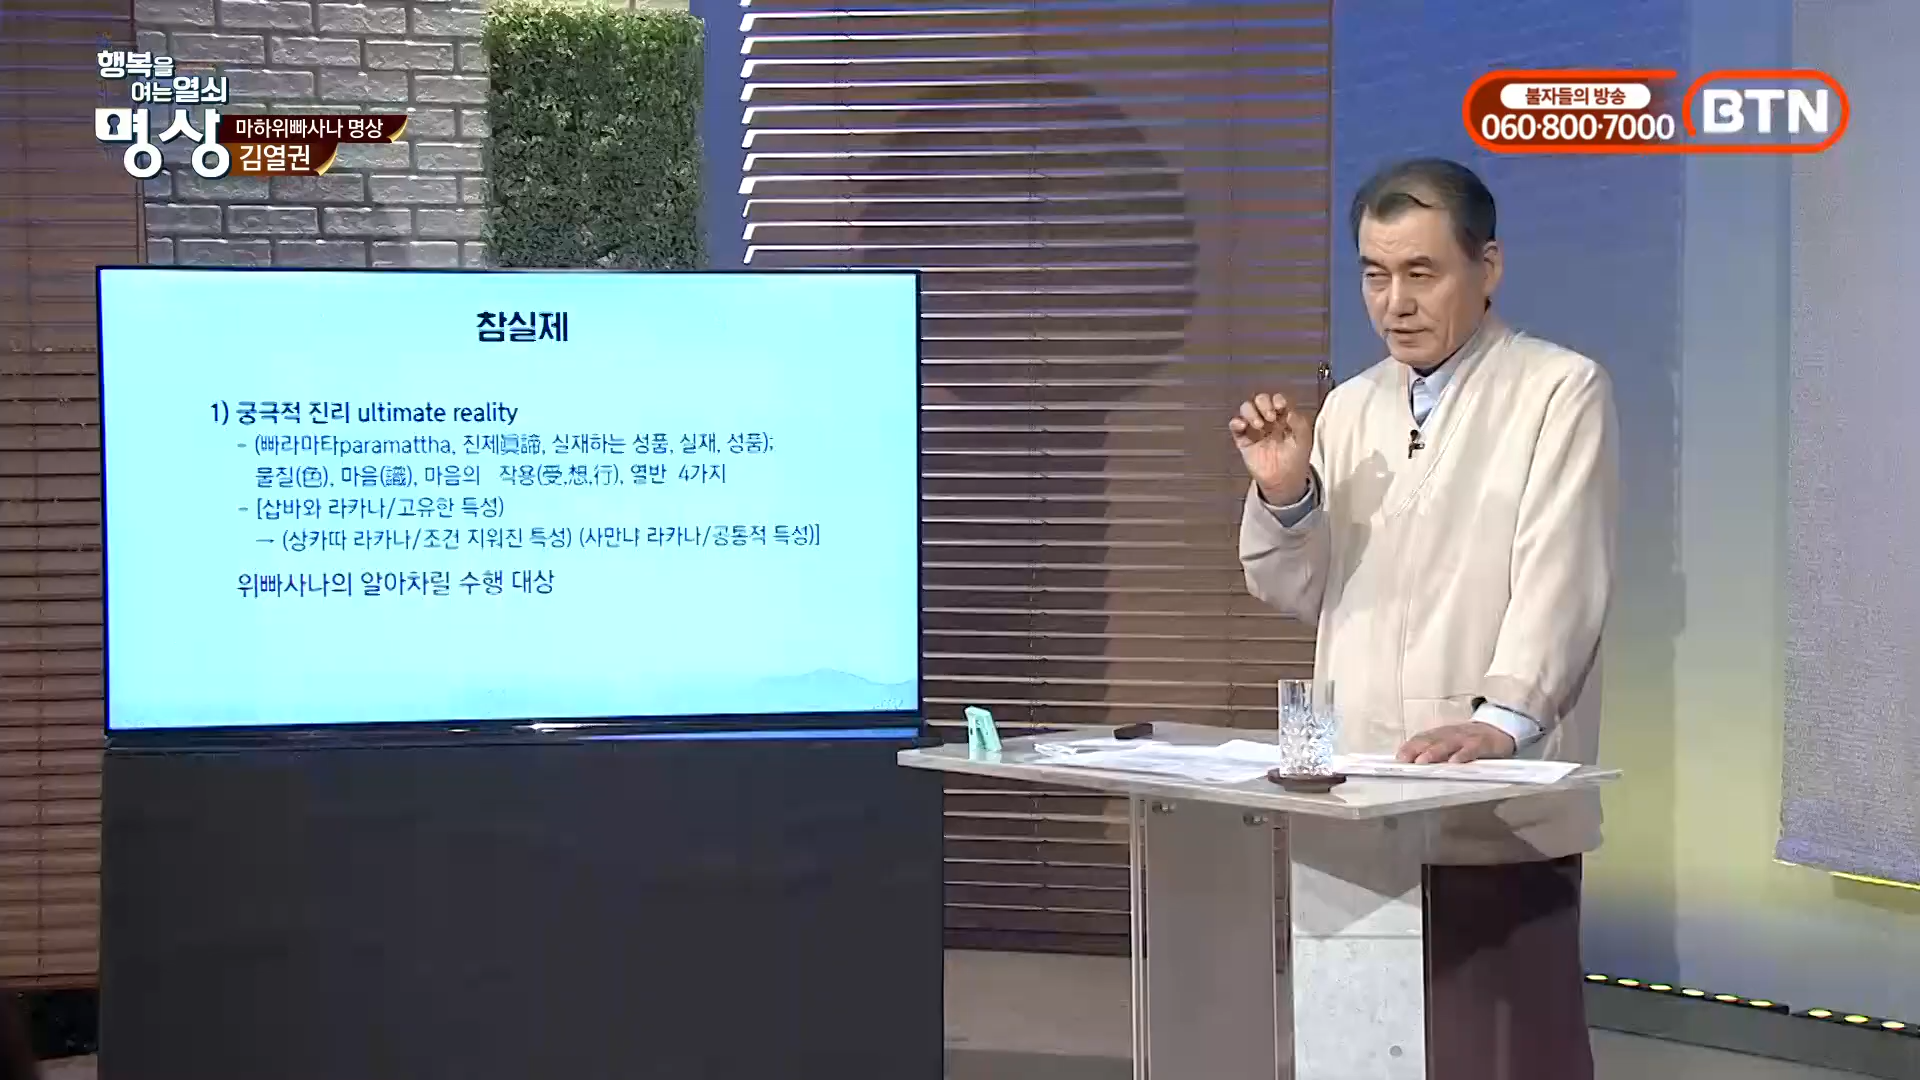 행복을
여는열쇠
명상
마하위빠사나 명상
김열권
불자들의 방송
060·800·7000
BTN
참실제
1) 궁극적 진리 ultimate reality
- (빠라마타paramattha, 진제眞諦, 실재하는 성품, 실재, 성품);
물질(色), 마음(識), 마음의 작용(受,想,行), 열반 4가지
- [삽바와 라카나/고유한 특성)
→ (상카따 라카나/조건 지워진 특성) (사만냐 라카나/공통적 특성)]
위빠사나의 알아차릴 수행 대상